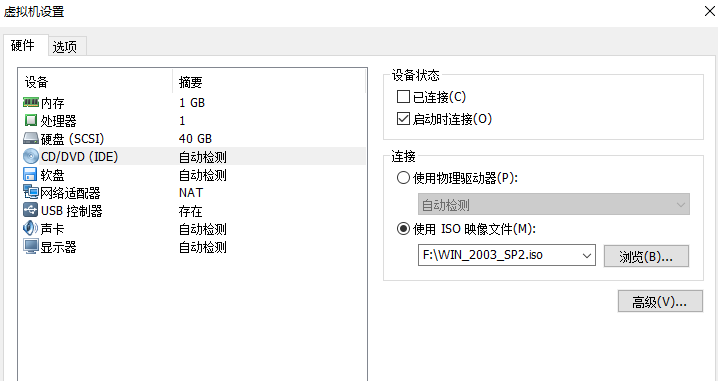 虚拟机设置
硬件 选项
设备 摘要
内存 1 GB
处理器 1
硬盘 (SCSI) 40 GB
CD/DVD (IDE) 自动检测
软盘 自动检测
网络适配器 NAT
USB 控制器 存在
声卡 自动检测
显示器 自动检测
设备状态
已连接(C)
启动时连接(O)
连接
使用物理驱动器(P):
自动检测
使用 ISO 映像文件(M):
F:\WIN_2003_SP2.iso 浏览(B)...
高级(V)...